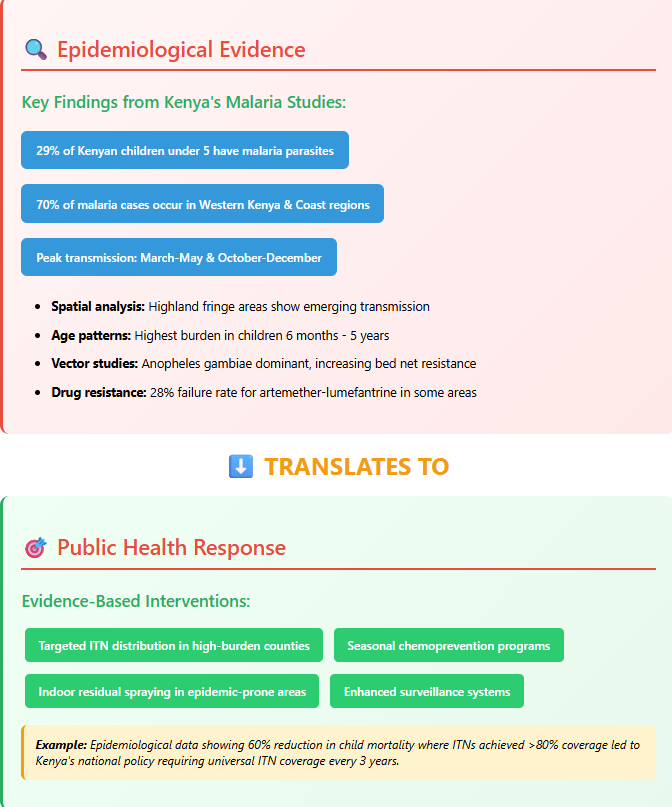 Epidemiological Evidence
Key Findings from Kenya's Malaria Studies:
29% of Kenyan children under 5 have malaria parasites
70% of malaria cases occur in Western Kenya & Coast regions
Peak transmission: March-May & October-December
Spatial analysis: Highland fringe areas show emerging transmission
Age patterns: Highest burden in children 6 months - 5 years
Vector studies: Anopheles gambiae dominant, increasing bed net resistance
Drug resistance: 28% failure rate for artemether-lumefantrine in some areas
TRANSLATES TO
Public Health Response
Evidence-Based Interventions:
Targeted ITN distribution in high-burden counties
Seasonal chemoprevention programs
Indoor residual spraying in epidemic-prone areas
Enhanced surveillance systems
Example: Epidemiological data showing 60% reduction in child mortality where ITNs achieved >80% coverage led to
Kenya's national policy requiring universal ITN coverage every 3 years.